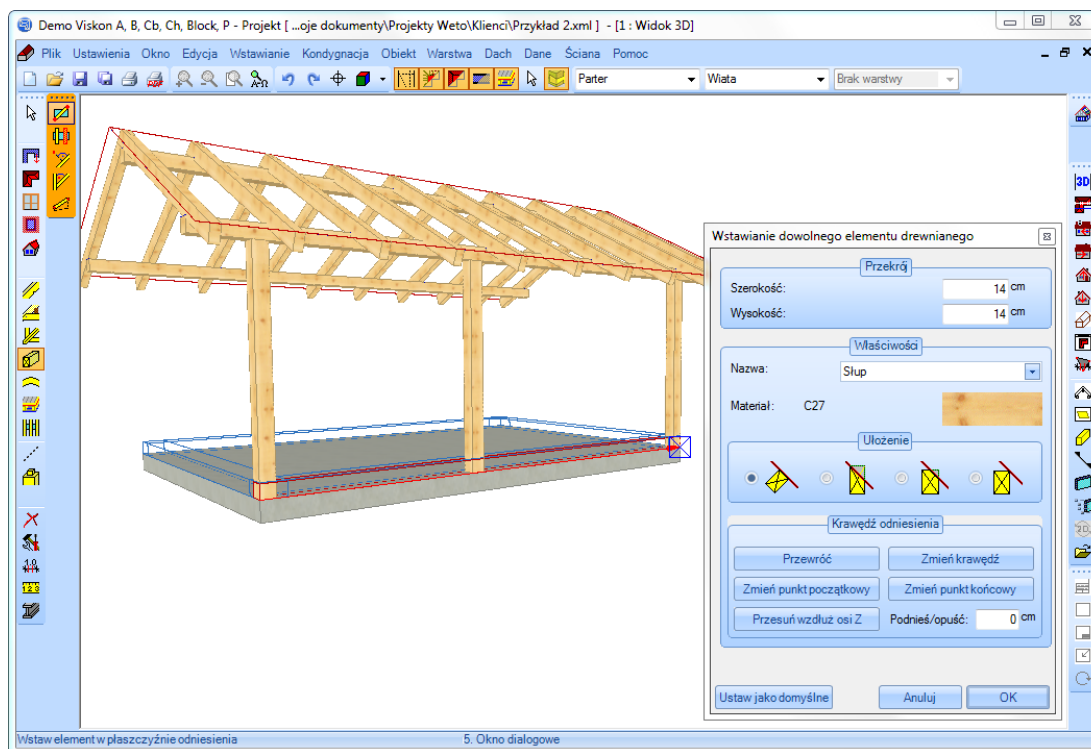 Demo Viskon A, B, Cb, Ch, Block, P - Projekt [ ...oje dokumenty\Projekty Weto\Klienci\Przykład 2.xml] - [1 : Widok 3D]
Plik Ustawienia Okno Edycja Wstawianie Kondygnacja Obiekt Warstwa Dach Dane Ściana Pomoc
Parter Wiata Brak warstwy
3D
Wstawianie dowolnego elementu drewnianego
Przekrój
Szerokość: 14 cm
Wysokość: 14 cm
Właściwości
Nazwa: Słup
Materiał: C27
Ułożenie
Krawędź odniesienia
Przewróć Zmień krawędź
Zmień punkt początkowy Zmień punkt końcowy
Przesuń wzdłuż osi Z Podnieś/opuść: 0 cm
Ustaw jako domyślne Anuluj OK
Wstaw element w płaszczyźnie odniesienia 5. Okno dialogowe